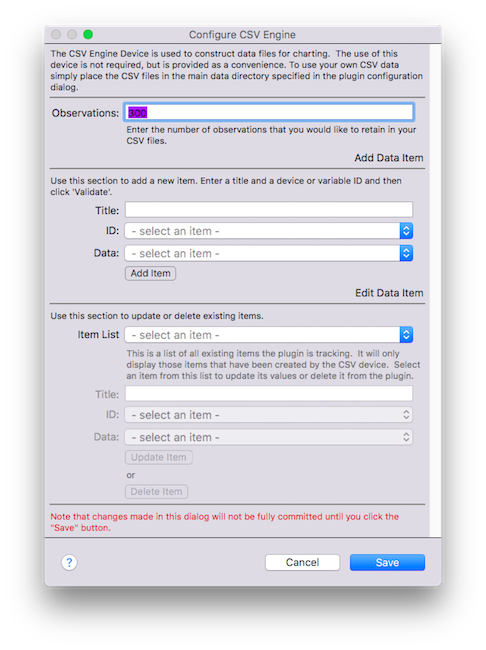 Configure CSV Engine
The CSV Engine Device is used to construct data files for charting. The use of this
device is not required, but is provided as a convenience. To use your own CSV data
simply place the CSV files in the main data directory specified in the plugin configuration
dialog.
Observations: 300
Enter the number of observations that you would like to retain in your
CSV files.
Add Data Item
Use this section to add a new item. Enter a title and a device or variable ID and then
click 'Validate'.
Title:
ID: - select an item -
Data: - select an item -
Add Item
Edit Data Item
Use this section to update or delete existing items.
Item List - select an item -
This is a list of all existing items the plugin is tracking. It will only
display those items that have been created by the CSV device. Select
an item from this list to update its values or delete it from the plugin.
Title:
ID: - select an item -
Data: - select an item -
Update Item
or
Delete Item
Note that changes made in this dialog will not be fully committed until you click the
"Save" button.
? Cancel Save